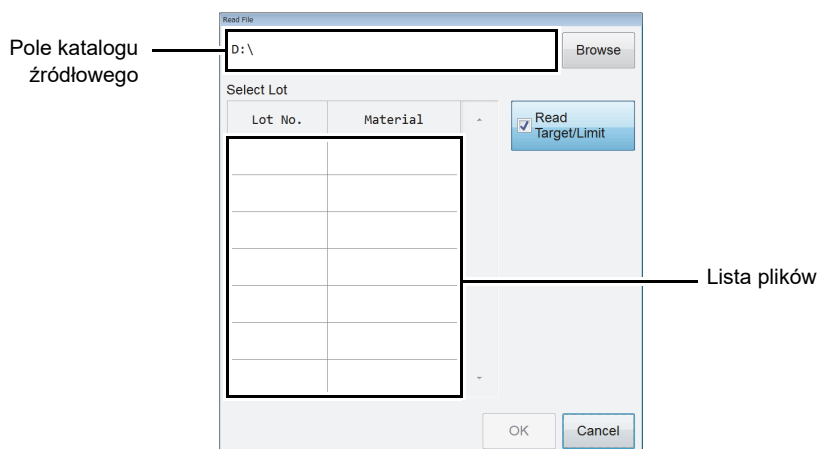 Read File
Pole katalogu
źródłowego
D:\
Browse
Select Lot
Lot No.
Material
Read
Target/Limit
Lista plików
OK
Cancel